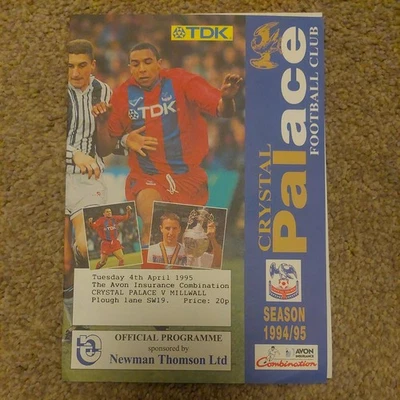 TDK
TDK
CRYSTAL
Palace
FOOTBALL CLUB
Tuesday 4th April 1995
The Avon Insurance Combination
CRYSTAL PALACE V MILLWALL
Plough lane SW19. Price: 20p
SEASON
1994/95
OFFICIAL PROGRAMME
sponsored by
Newman Thomson Ltd
AVON
INSURANCE
Combination